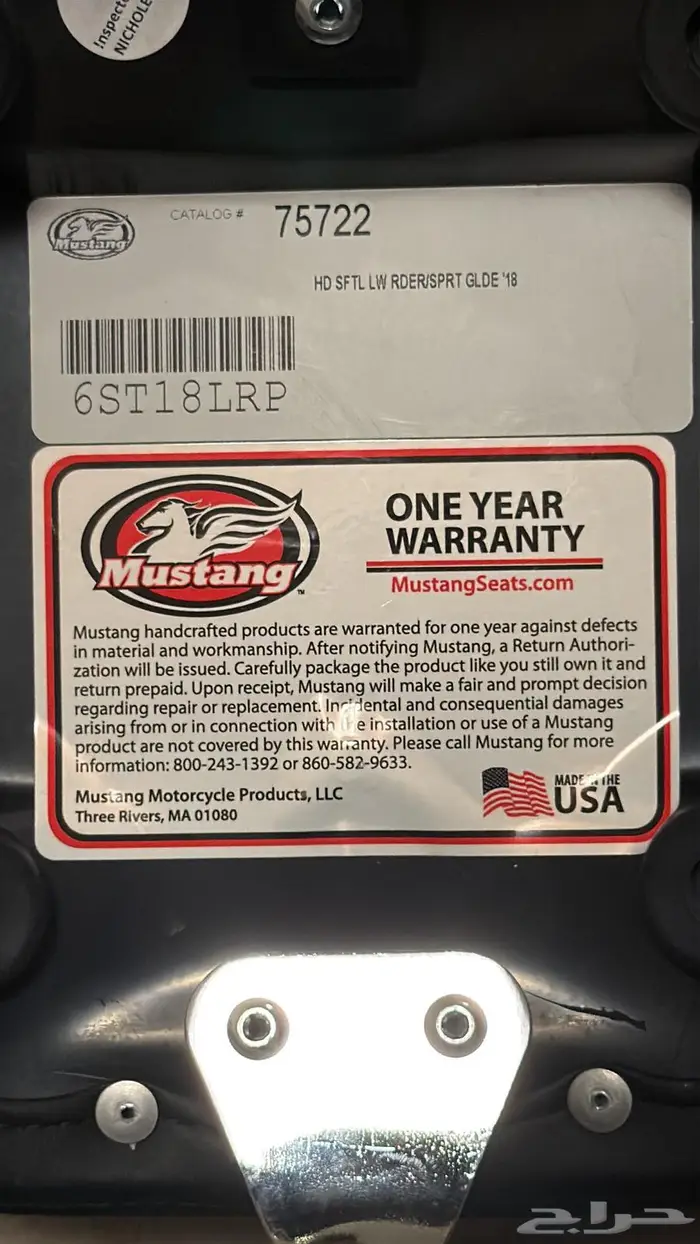 Inspecte
NICHOLE
Mustang
CATALOG # 75722
HD SFTL LW RDER/SPRT GLDE '18
6ST18LRP
Mustang™
ONE YEAR
WARRANTY
MustangSeats.com
Mustang handcrafted products are warranted for one year against defects
in material and workmanship. After notifying Mustang, a Return Authori-
zation will be issued. Carefully package the product like you still own it and
return prepaid. Upon receipt, Mustang will make a fair and prompt decision
regarding repair or replacement. Incidental and consequential damages
arising from or in connection with the installation or use of a Mustang
product are not covered by this warranty. Please call Mustang for more
information: 800-243-1392 or 860-582-9633.
Mustang Motorcycle Products, LLC
Three Rivers, MA 01080
MADE IN THE
USA
حراج